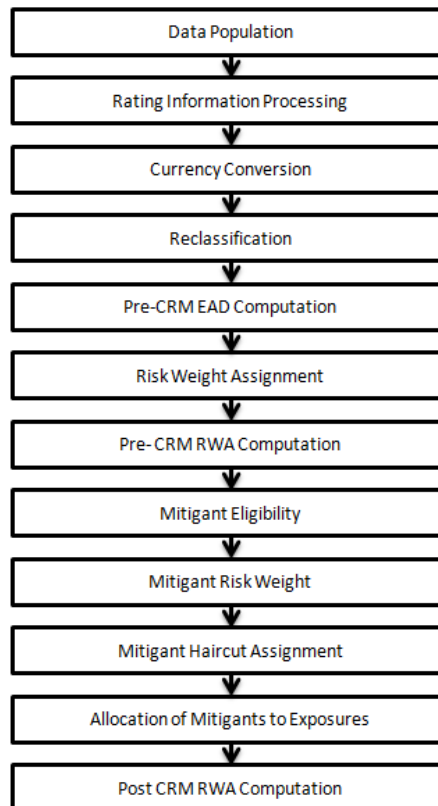 Data Population
Rating Information Processing
Currency Conversion
Reclassification
Pre-CRM EAD Computation
Risk Weight Assignment
Pre- CRM RWA Computation
Mitigant Eligibility
Mitigant Risk Weight
Mitigant Haircut Assignment
Allocation of Mitigants to Exposures
Post CRM RWA Computation